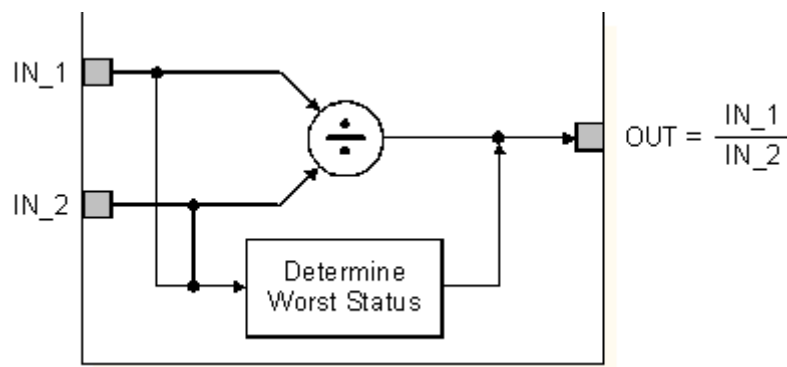 IN_1
IN_2
÷
Determine
Worst Status
OUT = IN_1
IN_2